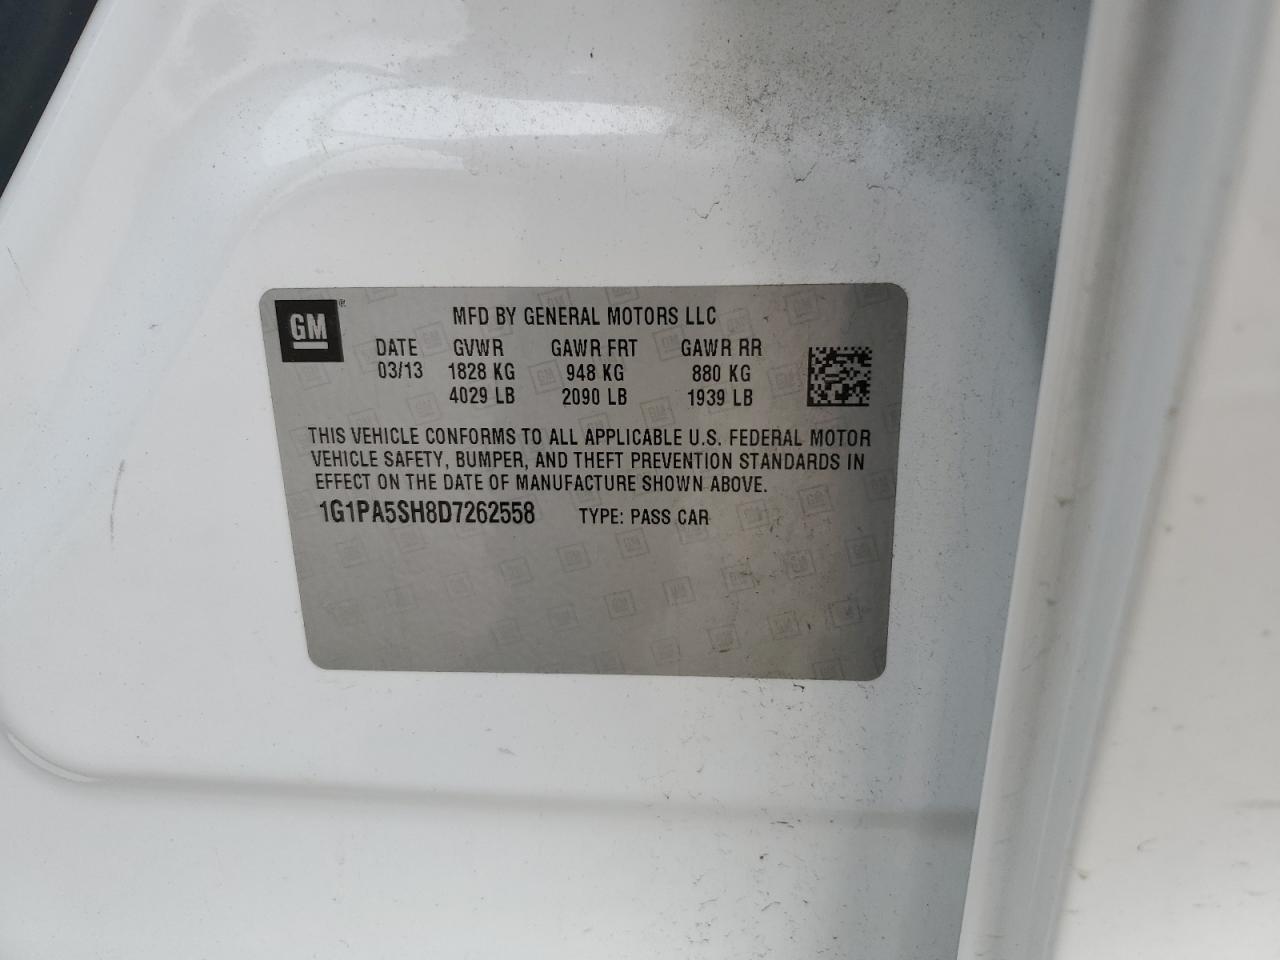 GM®
MFD BY GENERAL MOTORS LLC
DATE GVWR GAWR FRT GAWR RR
03/13 1828 KG 948 KG 880 KG
4029 LB 2090 LB 1939 LB
THIS VEHICLE CONFORMS TO ALL APPLICABLE U.S. FEDERAL MOTOR
VEHICLE SAFETY, BUMPER, AND THEFT PREVENTION STANDARDS IN
EFFECT ON THE DATE OF MANUFACTURE SHOWN ABOVE.
1G1PA5SH8D7262558 TYPE: PASS CAR